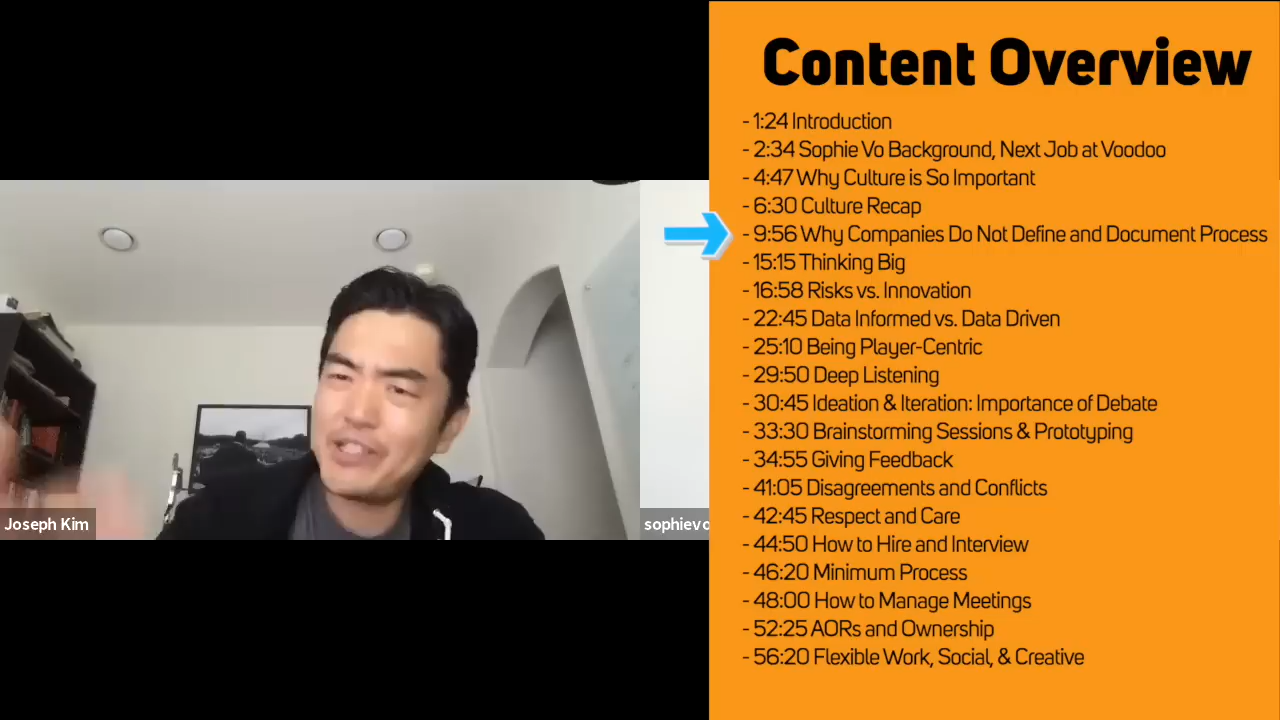 Content Overview
- 1:24 Introduction
- 2:34 Sophie Vo Background, Next Job at Voodoo
- 4:47 Why Culture is So Important
- 6:30 Culture Recap
- 9:56 Why Companies Do Not Define and Document Process
- 15:15 Thinking Big
- 16:58 Risks vs. Innovation
- 22:45 Data Informed vs. Data Driven
- 25:10 Being Player-Centric
- 29:50 Deep Listening
- 30:45 Ideation & Iteration: Importance of Debate
- 33:30 Brainstorming Sessions & Prototyping
- 34:55 Giving Feedback
- 41:05 Disagreements and Conflicts
- 42:45 Respect and Care
- 44:50 How to Hire and Interview
- 46:20 Minimum Process
- 48:00 How to Manage Meetings
- 52:25 AORs and Ownership
- 56:20 Flexible Work, Social, & Creative
Joseph Kim